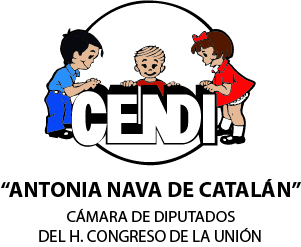 CENDI
“ANTONIA NAVA DE CATALÁN”
CÁMARA DE DIPUTADOS
DEL H. CONGRESO DE LA UNIÓN